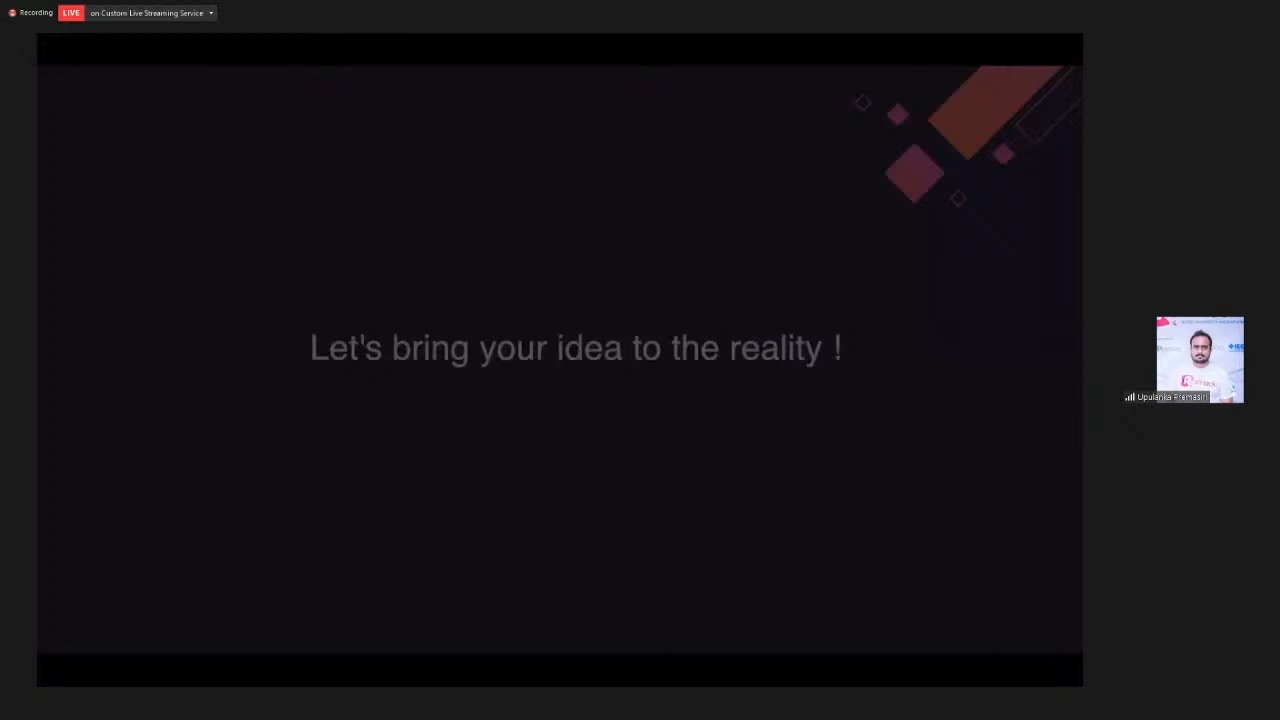 Recording
LIVE
on Custom Live Streaming Service
Let's bring your idea to the reality !
Upulanka Premasiri